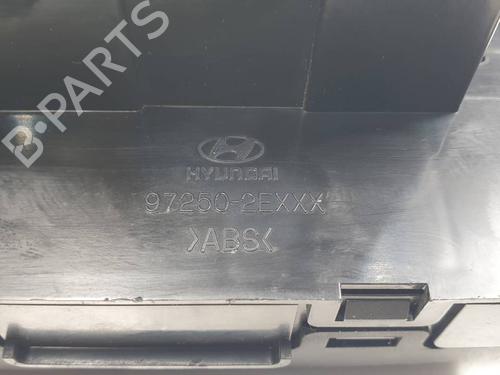 B-PARTS
HYUNDAI
97250-2EXXX
>ABS<